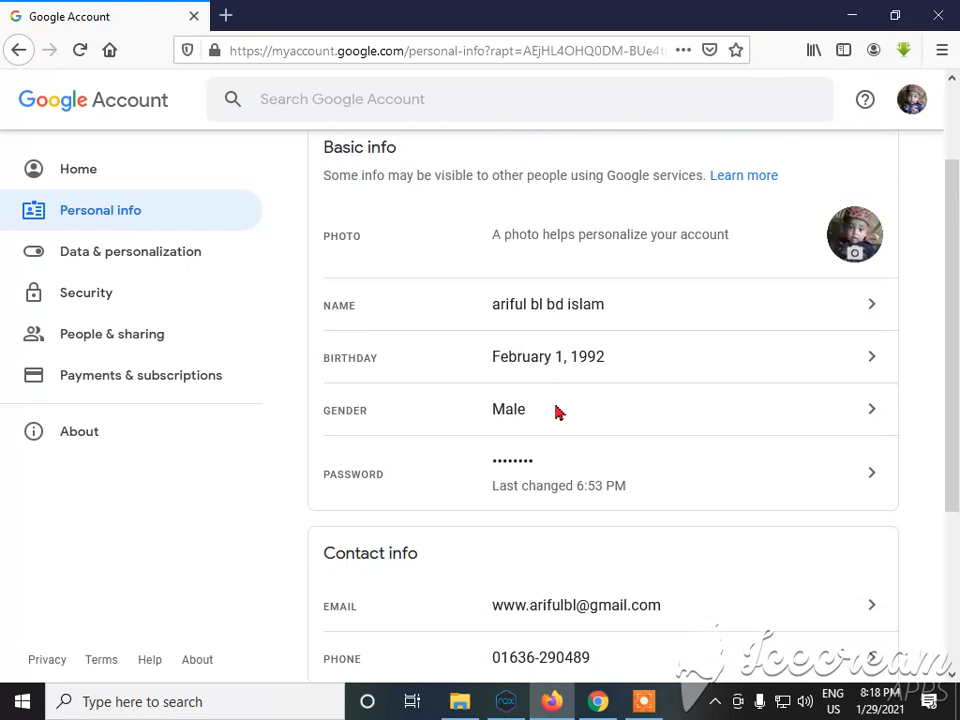 Google Account
https://myaccount.google.com/personal-info?rapt=AEjHL4OHQ0DM-BUe4t
Google Account
Search Google Account
Home
Personal info
Data & personalization
Security
People & sharing
Payments & subscriptions
About
Privacy Terms Help About
Basic info
Some info may be visible to other people using Google services. Learn more
PHOTO A photo helps personalize your account
NAME ariful bl bd islam
BIRTHDAY February 1, 1992
GENDER Male
PASSWORD ••••••••
Last changed 6:53 PM
Contact info
EMAIL www.arifulbl@gmail.com
PHONE 01636-290489
Icecream
APPS
Type here to search
nox
ENG
US
8:18 PM
1/29/2021